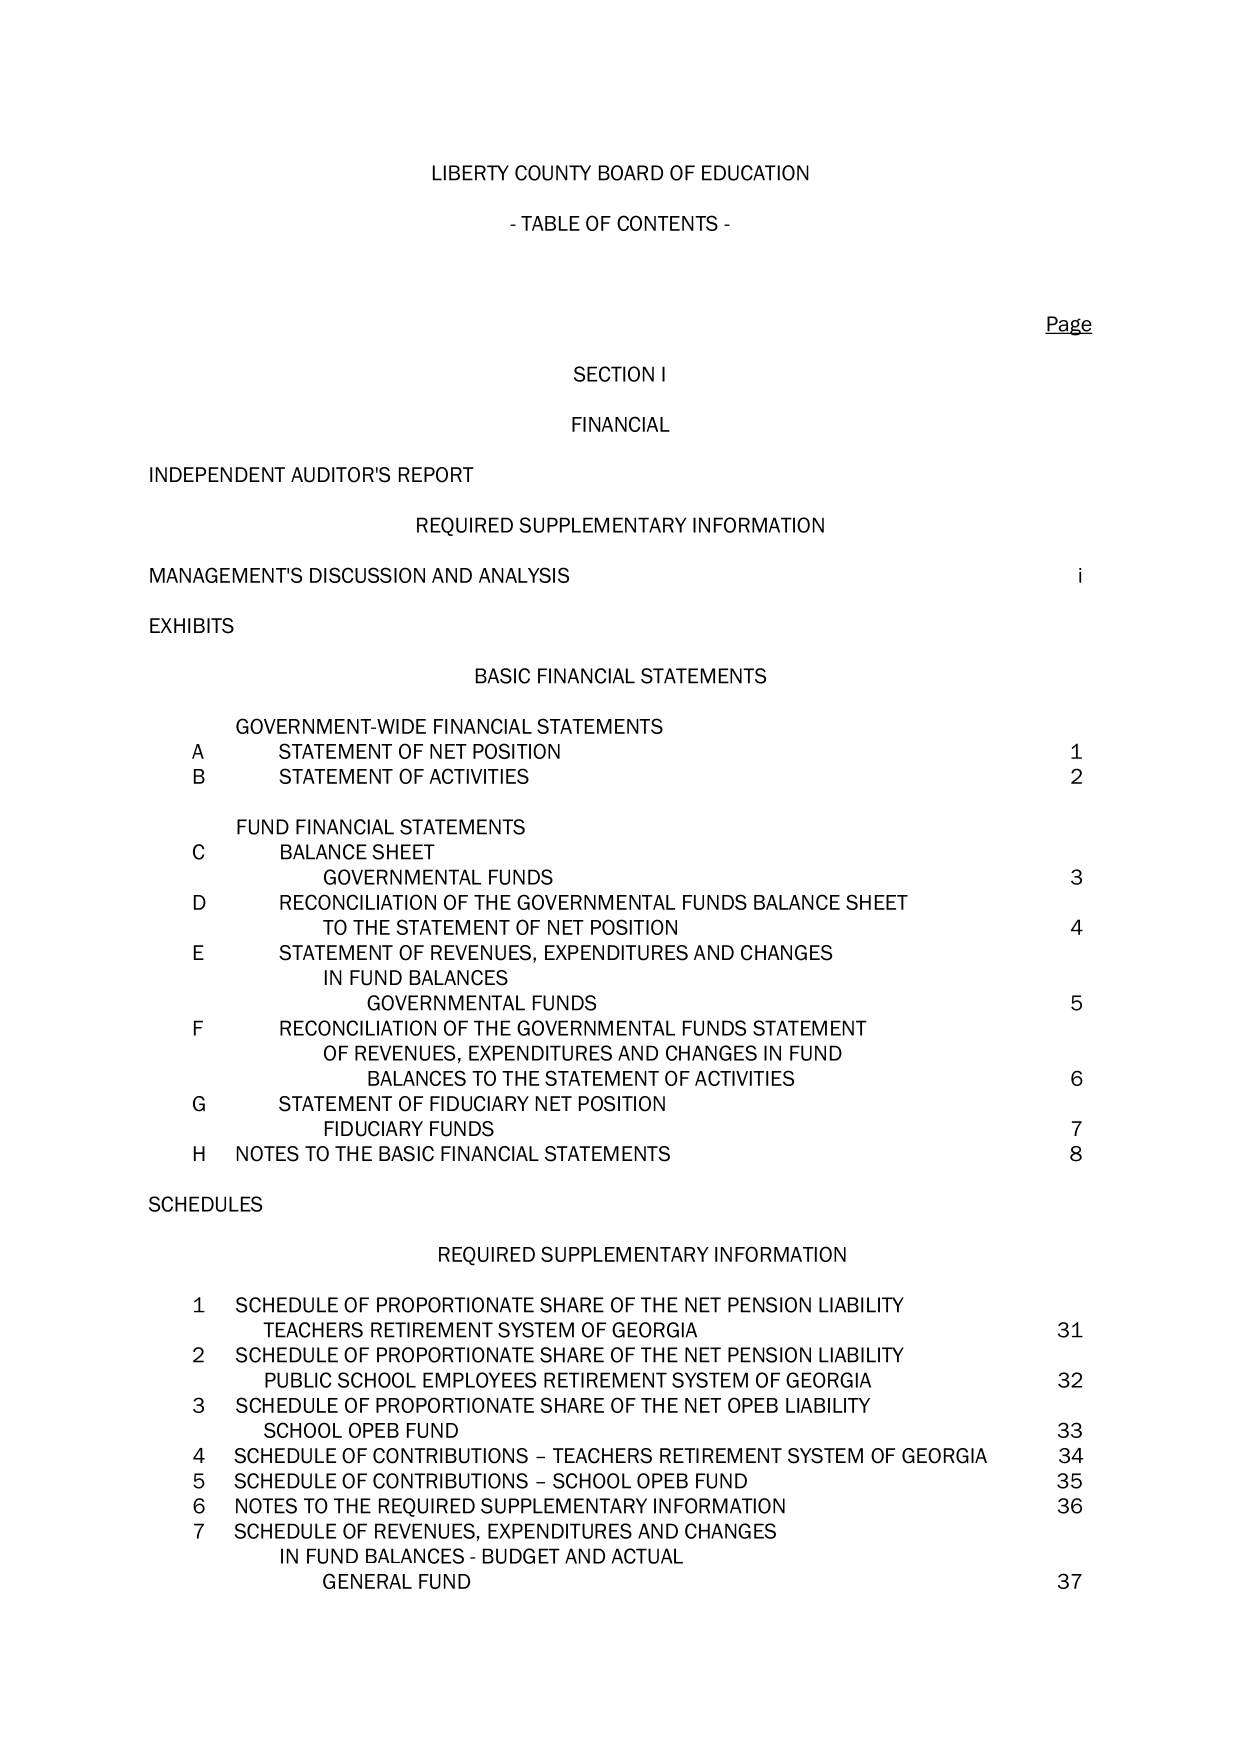 LIBERTY COUNTY BOARD OF EDUCATION
- TABLE OF CONTENTS -
Page
SECTION I
FINANCIAL
INDEPENDENT AUDITOR'S REPORT
REQUIRED SUPPLEMENTARY INFORMATION
MANAGEMENT'S DISCUSSION AND ANALYSIS i
EXHIBITS
BASIC FINANCIAL STATEMENTS
GOVERNMENT-WIDE FINANCIAL STATEMENTS
A STATEMENT OF NET POSITION 1
B STATEMENT OF ACTIVITIES 2
FUND FINANCIAL STATEMENTS
C BALANCE SHEET
GOVERNMENTAL FUNDS 3
D RECONCILIATION OF THE GOVERNMENTAL FUNDS BALANCE SHEET
TO THE STATEMENT OF NET POSITION 4
E STATEMENT OF REVENUES, EXPENDITURES AND CHANGES
IN FUND BALANCES
GOVERNMENTAL FUNDS 5
F RECONCILIATION OF THE GOVERNMENTAL FUNDS STATEMENT
OF REVENUES, EXPENDITURES AND CHANGES IN FUND
BALANCES TO THE STATEMENT OF ACTIVITIES 6
G STATEMENT OF FIDUCIARY NET POSITION
FIDUCIARY FUNDS 7
H NOTES TO THE BASIC FINANCIAL STATEMENTS 8
SCHEDULES
REQUIRED SUPPLEMENTARY INFORMATION
1 SCHEDULE OF PROPORTIONATE SHARE OF THE NET PENSION LIABILITY
TEACHERS RETIREMENT SYSTEM OF GEORGIA 31
2 SCHEDULE OF PROPORTIONATE SHARE OF THE NET PENSION LIABILITY
PUBLIC SCHOOL EMPLOYEES RETIREMENT SYSTEM OF GEORGIA 32
3 SCHEDULE OF PROPORTIONATE SHARE OF THE NET OPEB LIABILITY
SCHOOL OPEB FUND 33
4 SCHEDULE OF CONTRIBUTIONS – TEACHERS RETIREMENT SYSTEM OF GEORGIA 34
5 SCHEDULE OF CONTRIBUTIONS – SCHOOL OPEB FUND 35
6 NOTES TO THE REQUIRED SUPPLEMENTARY INFORMATION 36
7 SCHEDULE OF REVENUES, EXPENDITURES AND CHANGES
IN FUND BALANCES - BUDGET AND ACTUAL
GENERAL FUND 37